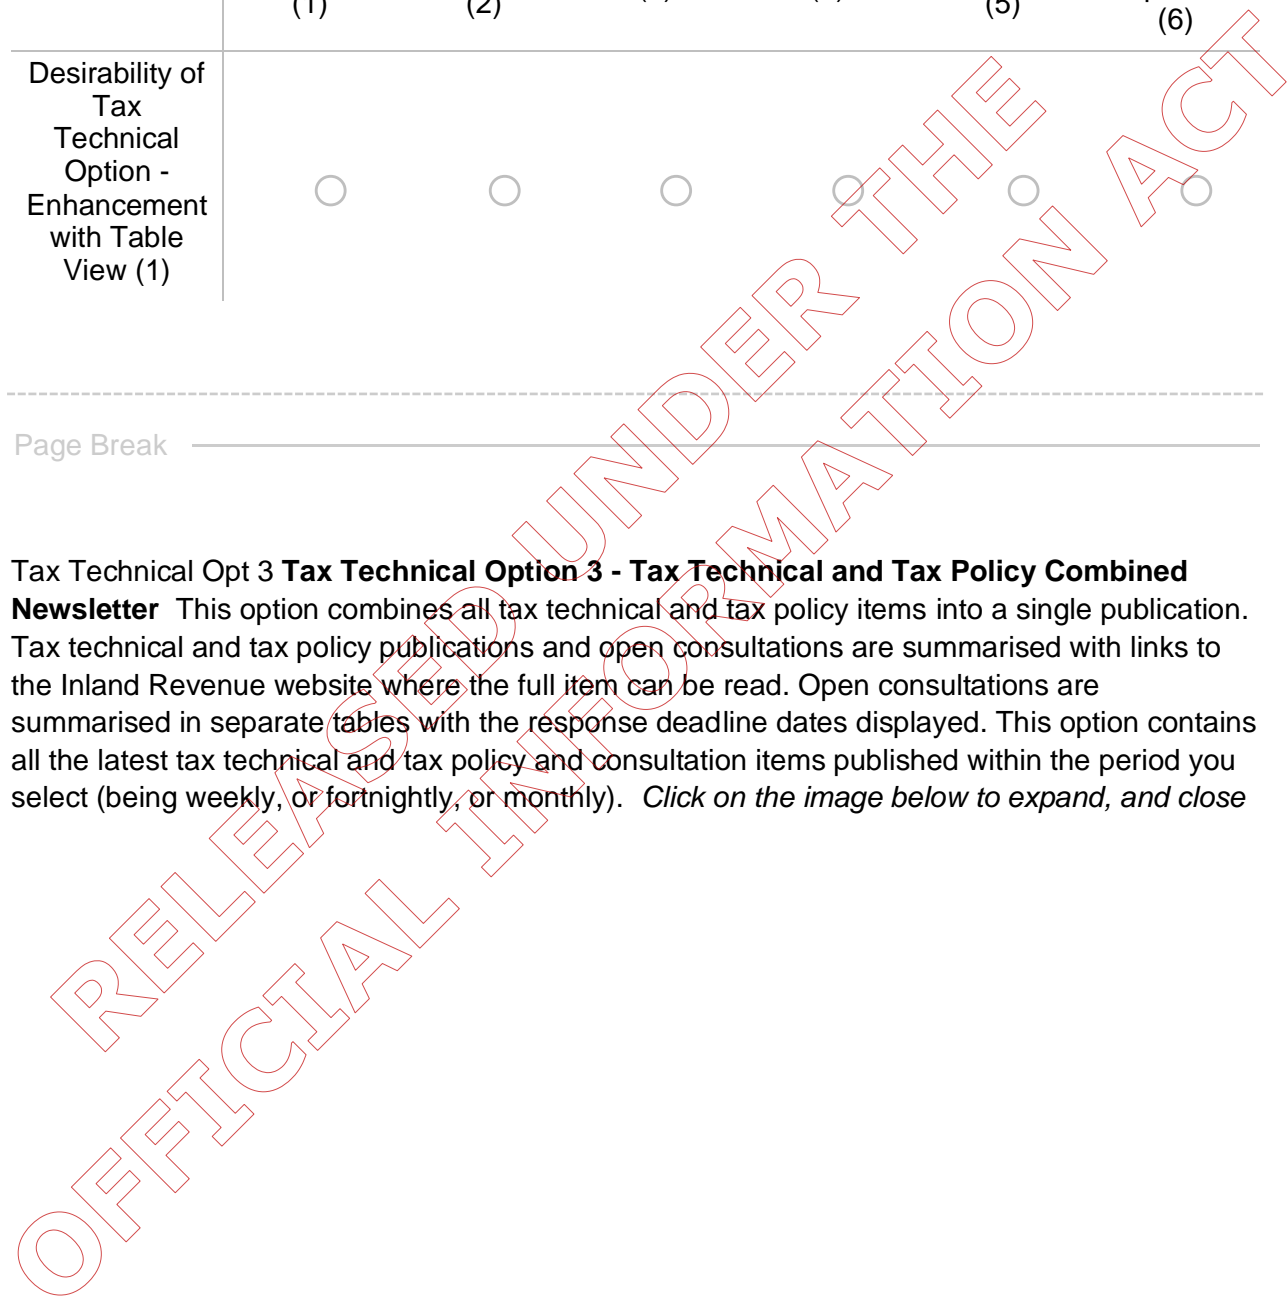 (1) (2) (5)
(6)
Desirability of
Tax
Technical
Option -
Enhancement
with Table
View (1)
Page Break
Tax Technical Opt 3 Tax Technical Option 3 - Tax Technical and Tax Policy Combined
Newsletter This option combines all tax technical and tax policy items into a single publication.
Tax technical and tax policy publications and open consultations are summarised with links to
the Inland Revenue website where the full item can be read. Open consultations are
summarised in separate tables with the response deadline dates displayed. This option contains
all the latest tax technical and tax policy and consultation items published within the period you
select (being weekly, or fortnightly, or monthly). Click on the image below to expand, and close
RELEASED UNDER THE
OFFICIAL INFORMATION ACT